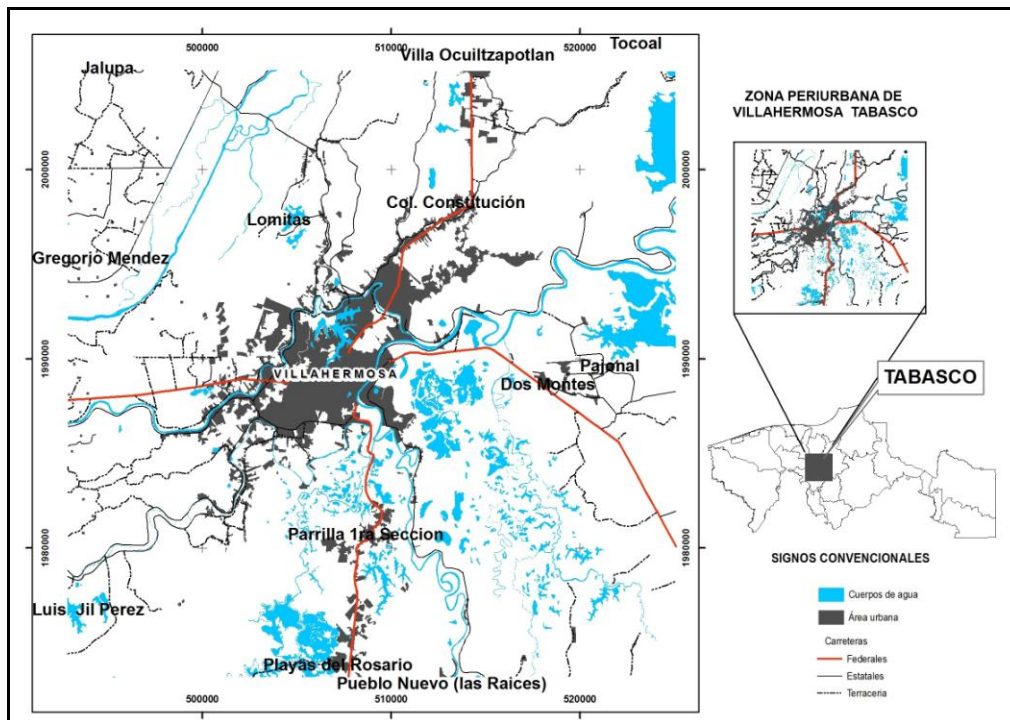 500000
510000
520000
Tocoal
Villa Ocuiltzapotlan
Jalupa
ZONA PERIURBANA DE
VILLAHERMOSA TABASCO
2000000
2000000
Col. Constitución
Lomitas
Gregorjo Mendez
1990000
1990000
VILLAHERMOSA
Pajonal
Dos Montes
TABASCO
1980000
1980000
Parrilla 1ra Seccion
SIGNOS CONVENCIONALES
Cuerpos de agua
Área urbana
Carreteras
Federales
Estatales
Terraceria
Luis Jil Perez
Playas del Rosario
Pueblo Nuevo (las Raices)
500000
510000
520000